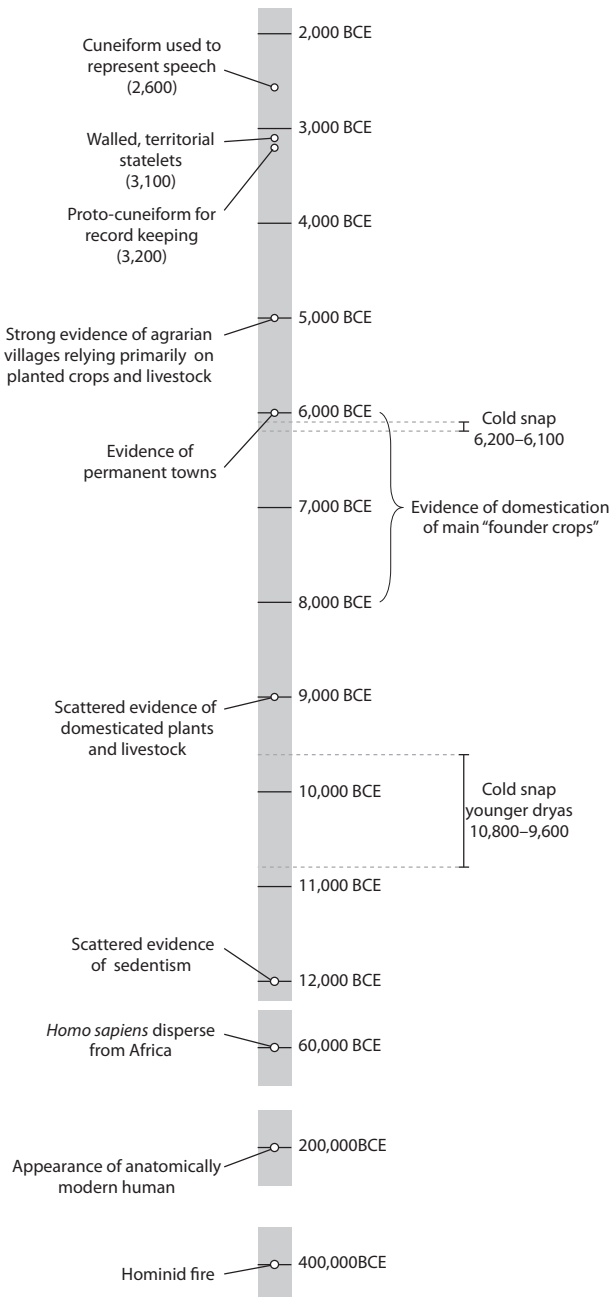 2,000 BCE
Cuneiform used to
represent speech
(2,600)
3,000 BCE
Walled, territorial
statelets
(3,100)
Proto-cuneiform for
record keeping
(3,200)
4,000 BCE
5,000 BCE
Strong evidence of agrarian
villages relying primarily on
planted crops and livestock
6,000 BCE
Cold snap
6,200–6,100
Evidence of
permanent towns
7,000 BCE
Evidence of domestication
of main “founder crops”
8,000 BCE
9,000 BCE
Scattered evidence of
domesticated plants
and livestock
10,000 BCE
Cold snap
younger dryas
10,800–9,600
11,000 BCE
Scattered evidence
of sedentism
12,000 BCE
Homo sapiens disperse
from Africa
60,000 BCE
200,000BCE
Appearance of anatomically
modern human
400,000BCE
Hominid fire